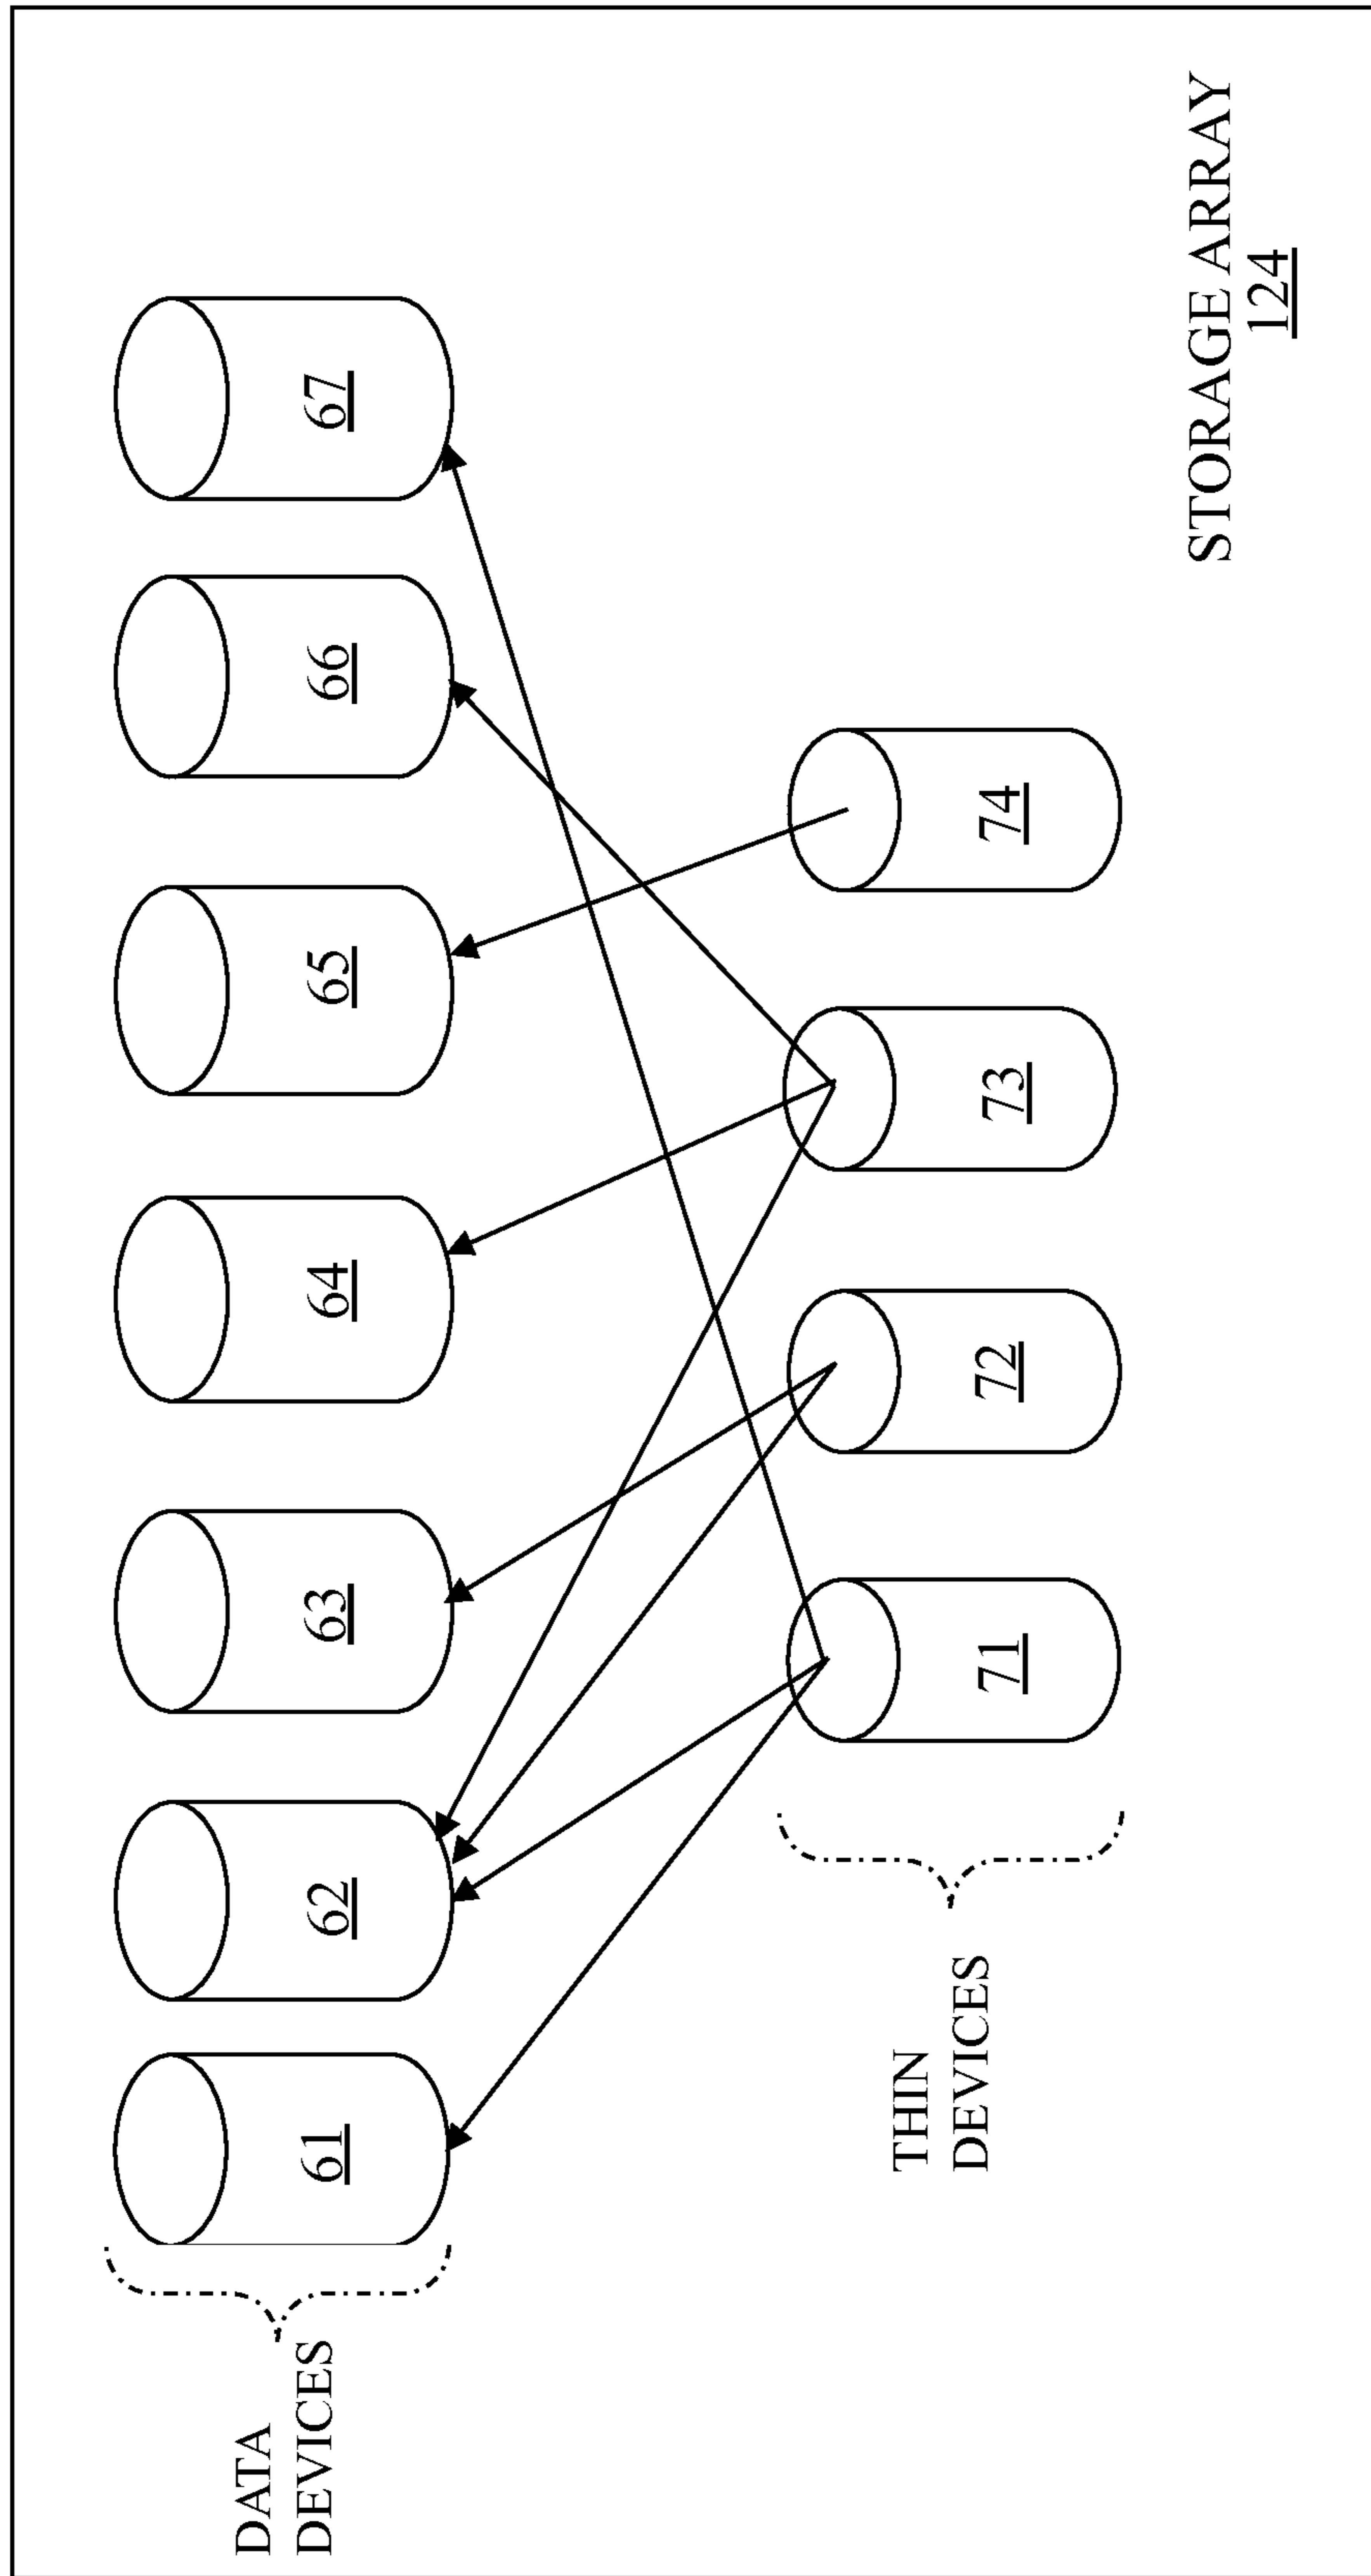 DATA
DEVICES
61
62
63
64
65
66
67
THIN
DEVICES
71
72
73
74
STORAGE ARRAY
124